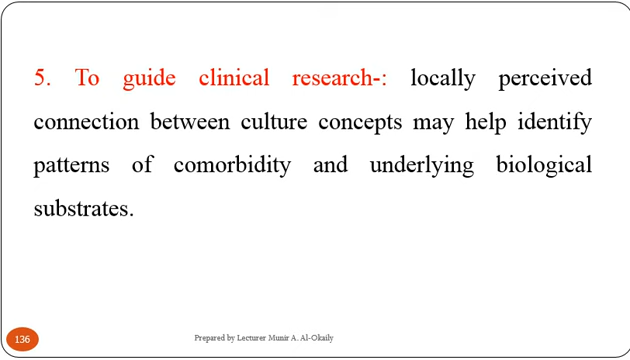 5. To guide clinical research-: locally perceived
connection between culture concepts may help identify
patterns of comorbidity and underlying biological
substrates.
136
Prepared by Lecturer Munir A. Al-Okaily